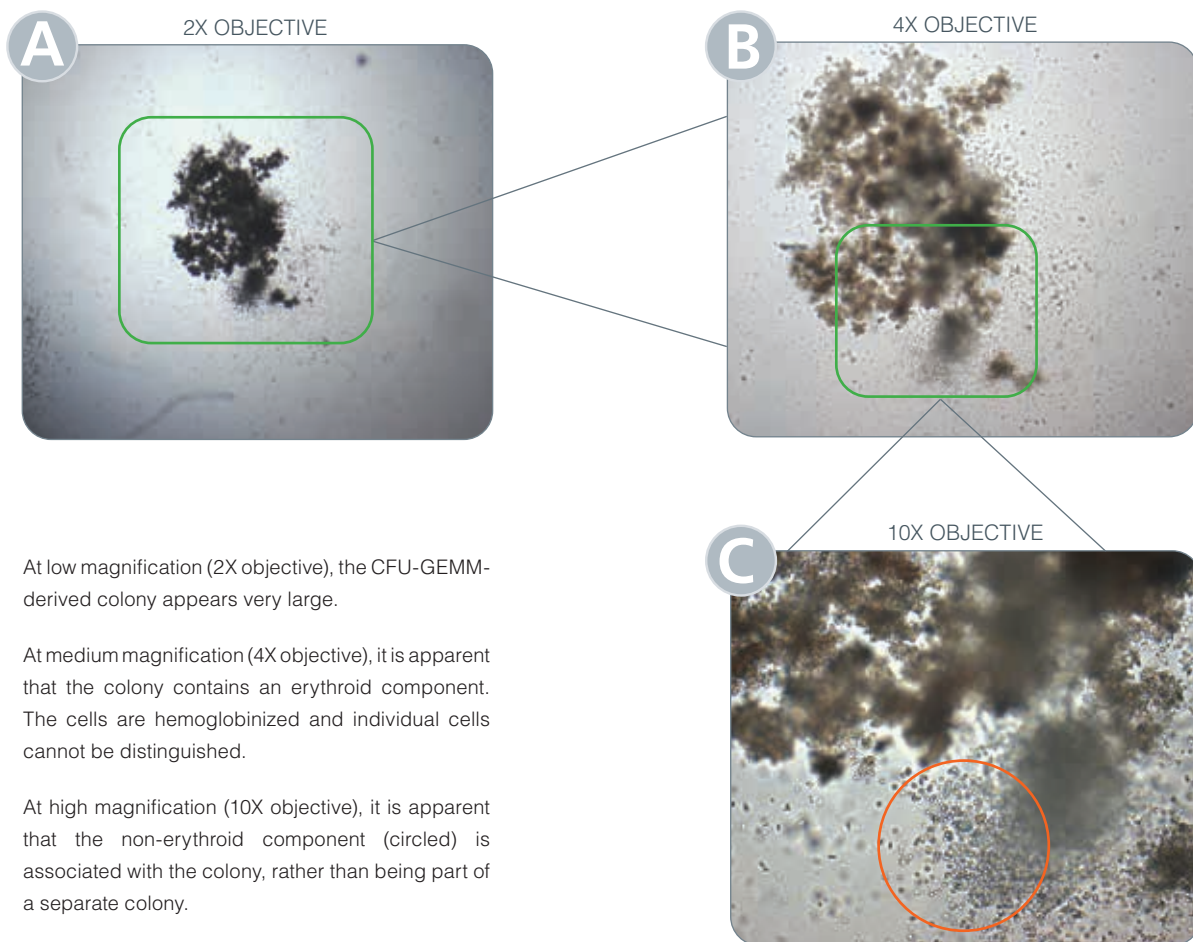 A
2X OBJECTIVE
B
4X OBJECTIVE
At low magnification (2X objective), the CFU-GEMM-
derived colony appears very large.
At medium magnification (4X objective), it is apparent
that the colony contains an erythroid component.
The cells are hemoglobinized and individual cells
cannot be distinguished.
At high magnification (10X objective), it is apparent
that the non-erythroid component (circled) is
associated with the colony, rather than being part of
a separate colony.
C
10X OBJECTIVE